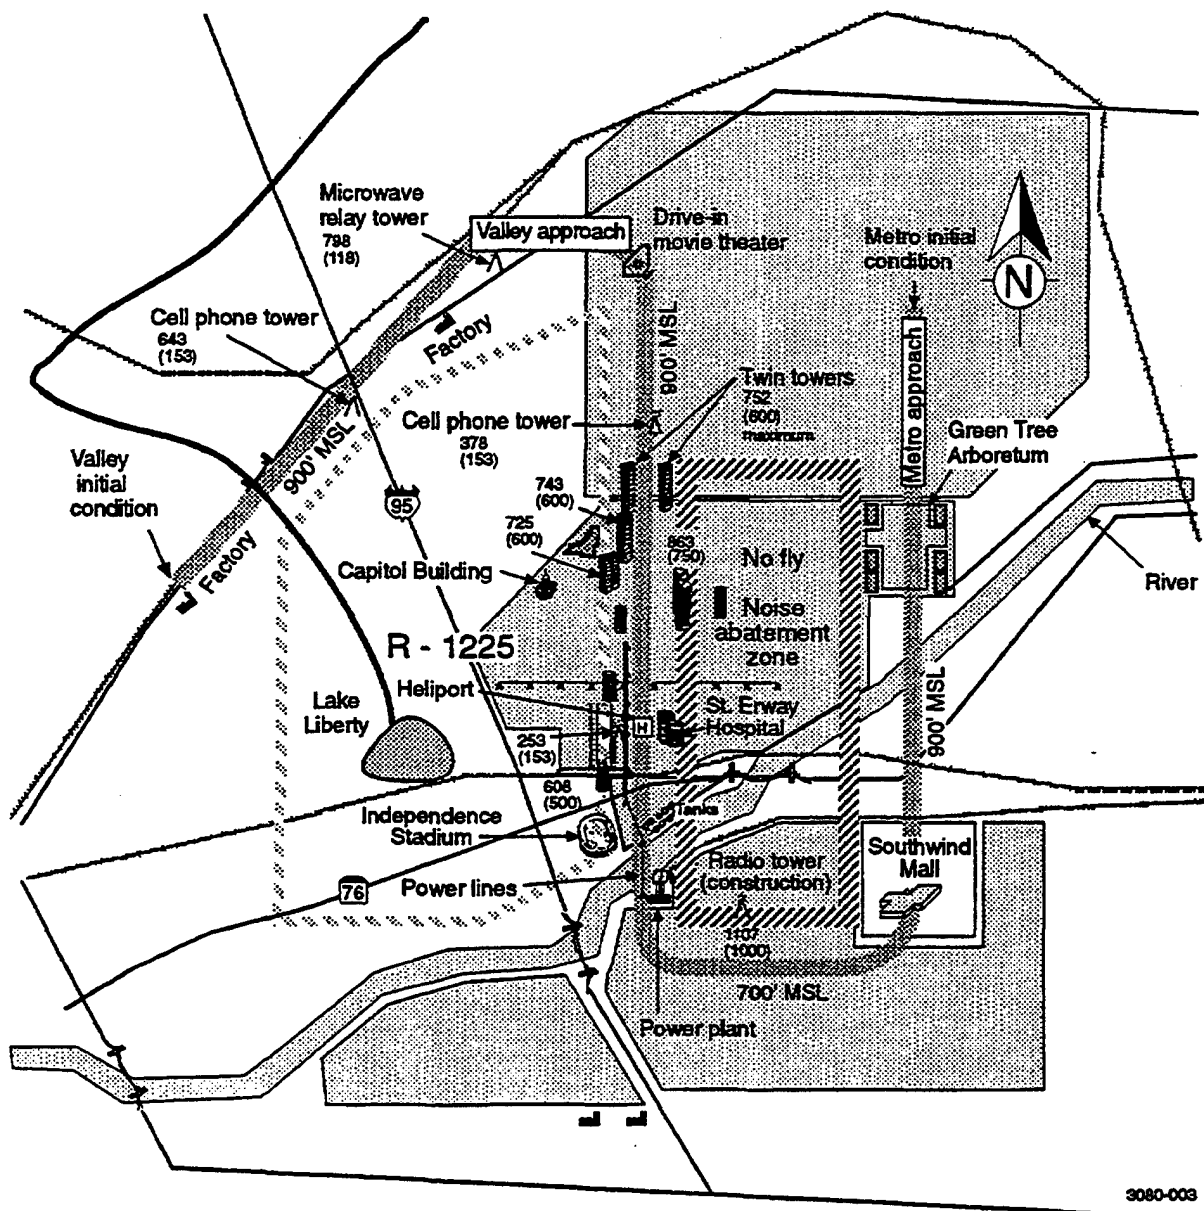 Microwave
relay tower
798
(118)
Valley approach
Drive-in
movie theater
Metro initial
condition
N
Cell phone tower
643
(153)
Factory
900' MSL
Metro approach
Twin towers
752
(600)
maximum
Cell phone tower
378
(153)
Green Tree
Arboretum
900' MSL
Valley
initial
condition
95
743
(600)
725
(600)
863
(750)
No fly
Factory
Capitol Building
River
Noise
abatement
zone
R - 1225
Heliport
H
St. Erway
Hospital
Lake
Liberty
253
(153)
900' MSL
608
(500)
Independence
Stadium
Tanks
Southwind
Mall
76
Power lines
Radio tower
(construction)
1107
(1000)
700' MSL
Power plant
3080-003